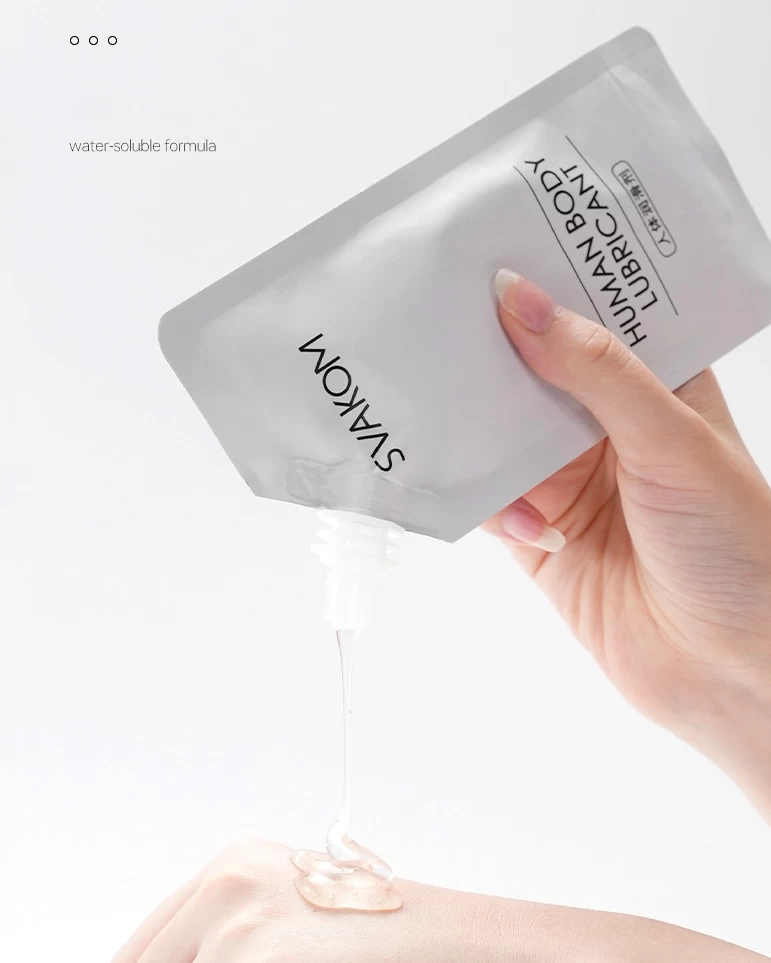 water-soluble formula
SVAKOM
HUMAN BODY
LUBRICANT
人体润滑剂